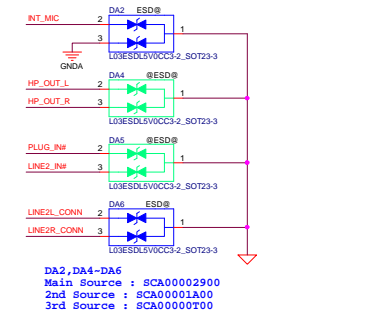 DA2 ESD@
INT_MIC 2 1
3
GNDA
L03ESDL5V0CC3-2_SOT23-3
DA4 @ESD@
HP_OUT_L 2 1
HP_OUT_R 3
L03ESDL5V0CC3-2_SOT23-3
DA5 @ESD@
PLUG_IN# 2 1
LINE2_IN# 3
L03ESDL5V0CC3-2_SOT23-3
DA6 ESD@
LINE2L_CONN 2 1
LINE2R_CONN 3
L03ESDL5V0CC3-2_SOT23-3
DA2,DA4~DA6
Main Source : SCA00002900
2nd Source : SCA00001A00
3rd Source : SCA00000T00